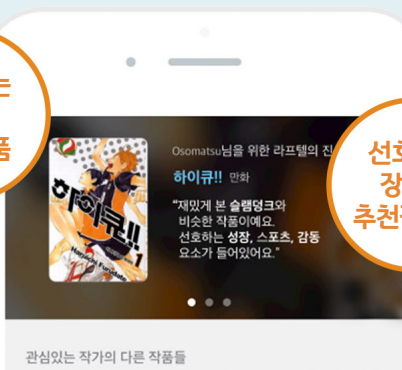 는
품
Osomatsu님을 위한 라프텔의 진
하이큐!! 만화
"재밌게 본 슬램덩크와
비슷한 작품이에요.
선호하는 성장, 스포츠, 감동
요소가 들어있어요."
하이큐!!
1
선호
장
추천
관심있는 작가의 다른 작품들